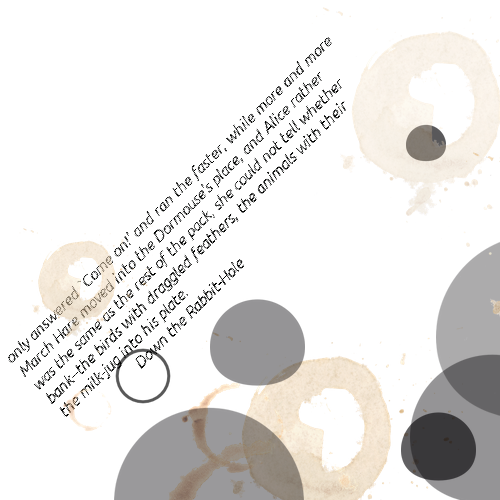 only answered `Come on!' and ran the faster, while more and more
March Hare moved into the Dormouse's place, and Alice rather
was the same as the rest of the pack, she could not tell whether
bank--the birds with draggled feathers, the animals with their
the milk-jug into his plate.
Down the Rabbit-Hole